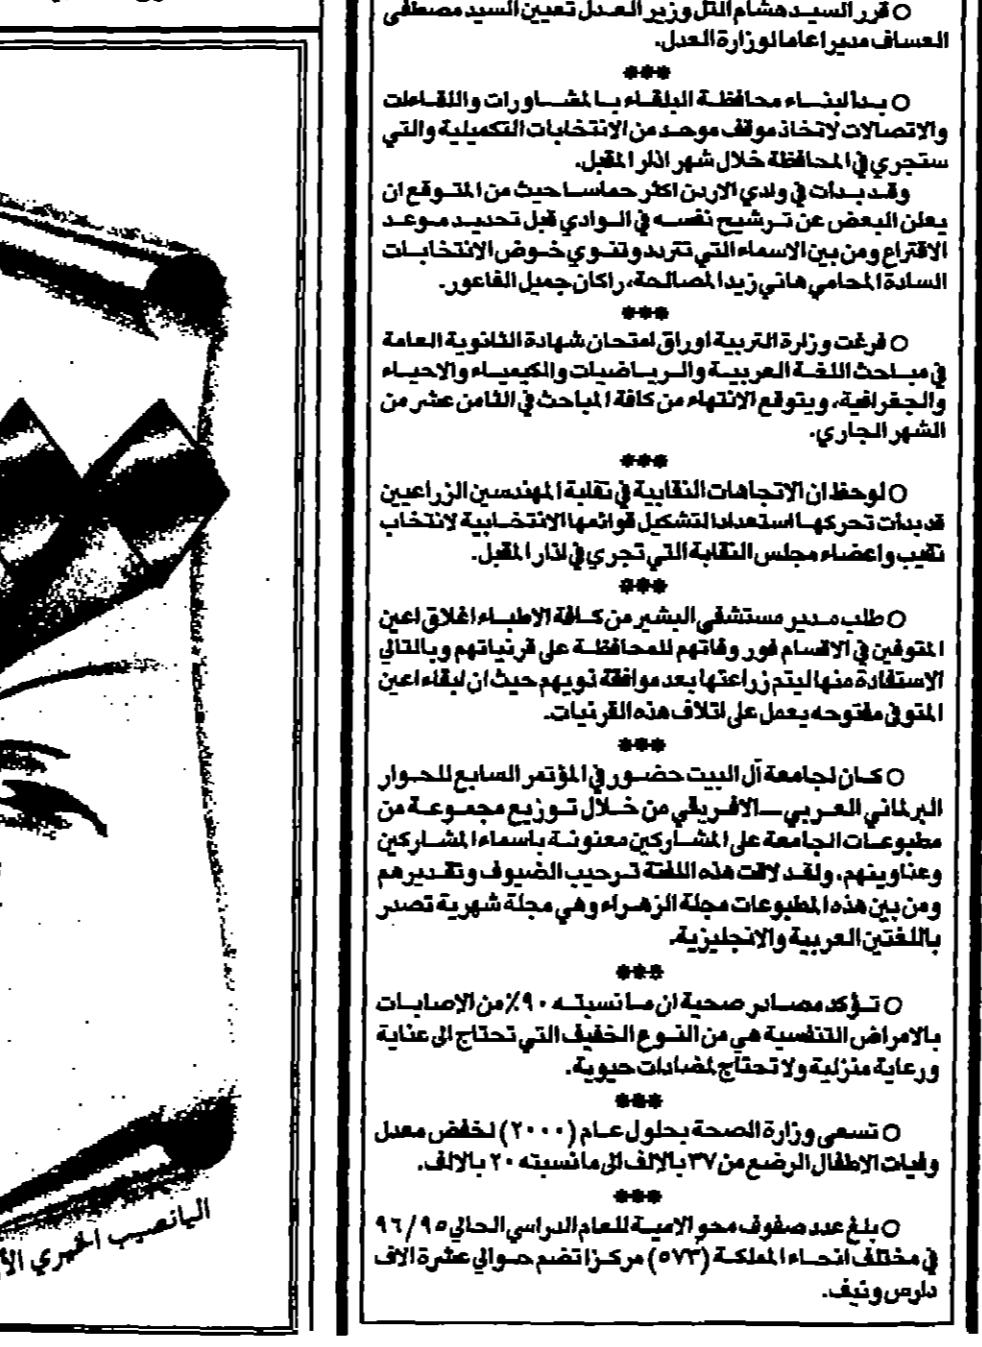 ○ قرر السيد هشام التل وزير العدل تعيين السيد مصطفى
العساف مديرا عاما لوزارة العدل.
***
○ بدأ ابناء محافظة البلقاء بالمشاورات واللقاءات
والاتصالات لاتخاذ موقف موحد من الانتخابات التكميلية والتي
ستجري في المحافظة خلال شهر اذار المقبل.
وقد بدأت في وادي الاردن اكثر حماسا حيث من المتوقع ان
يعلن البعض عن ترشيح نفسه في الوادي قبل تحديد موعد
الاقتراع ومن بين الاسماء التي تتردد وتنوي خوض الانتخابات
السادة المحامي هاني زيد المصالحة، راكان جميل الفاعور.
***
○ فرغت وزارة التربية اوراق امتحان شهادة الثانوية العامة
في مباحث اللغة العربية والرياضيات والكيمياء والاحياء
والجغرافية، ويتوقع الانتهاء من كافة المباحث في الثامن عشر من
الشهر الجاري.
***
○ لوحظ ان الاتجاهات النقابية في نقابة المهندسين الزراعيين
قد بدأت تحركها استعدادا لتشكيل قوائمها الانتخابية لانتخاب
نقيب واعضاء مجلس النقابة التي تجري في اذار المقبل.
***
○ طلب مدير مستشفى البشير من كافة الاطباء اغلاق اعين
المتوفين في الاقسام فور وفاتهم للمحافظة على قرنياتهم وبالتالي
الاستفادة منها ليتم زراعتها بعد موافقة ذويهم حيث ان ابقاء اعين
المتوفي مفتوحه يعمل على اتلاف هذه القرنيات.
***
○ كان لجامعة آل البيت حضور في المؤتمر السابع للحوار
البرلماني العربي — الافريقي من خلال توزيع مجموعة من
مطبوعات الجامعة على المشاركين معنونة باسماء المشاركين
وعناوينهم، ولقد لاقت هذه اللفتة ترحيب الضيوف وتقديرهم
ومن بين هذه المطبوعات مجلة الزهراء وهي مجلة شهرية تصدر
باللغتين العربية والانجليزية.
***
○ تؤكد مصادر صحية ان ما نسبته ٩٠٪ من الاصابات
بالامراض التنفسية هي من النوع الخفيف التي تحتاج الى عناية
ورعاية منزلية ولا تحتاج لمضادات حيوية.
***
○ تسعى وزارة الصحة بحلول عام (٢٠٠٠) لخفض معدل
وفيات الاطفال الرضع من ٣٧ بالالف الى ما نسبته ٢٠ بالالف.
***
○ بلغ عدد صفوف محو الامية للعام الدراسي الحالي ٩٦/٩٥
في مختلف انحاء المملكة (٥٧٣) مركزا تضم حوالي عشرة الاف
دارس ونيف.
اليانصيب الخيري